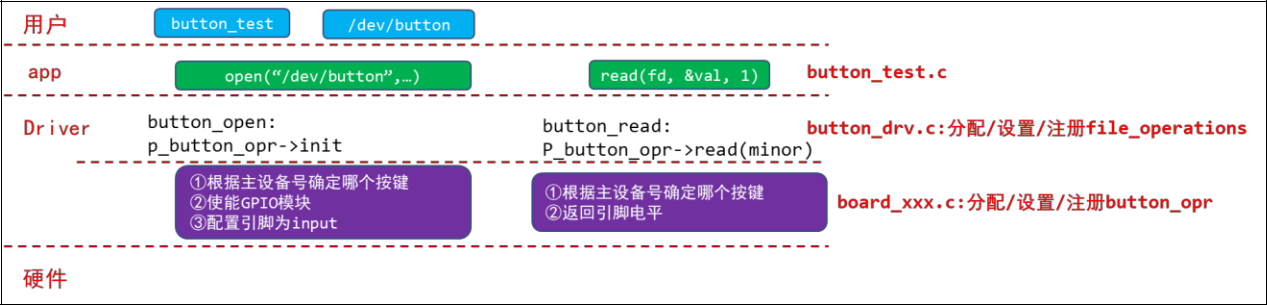 用户
button_test
/dev/button
app
open(“/dev/button”,…)
read(fd, &val, 1)
button_test.c
Driver
button_open:
p_button_opr->init
button_read:
P_button_opr->read(minor)
button_drv.c:分配/设置/注册file_operations
①根据主设备号确定哪个按键
②使能GPIO模块
③配置引脚为input
①根据主设备号确定哪个按键
②返回引脚电平
board_xxx.c:分配/设置/注册button_opr
硬件